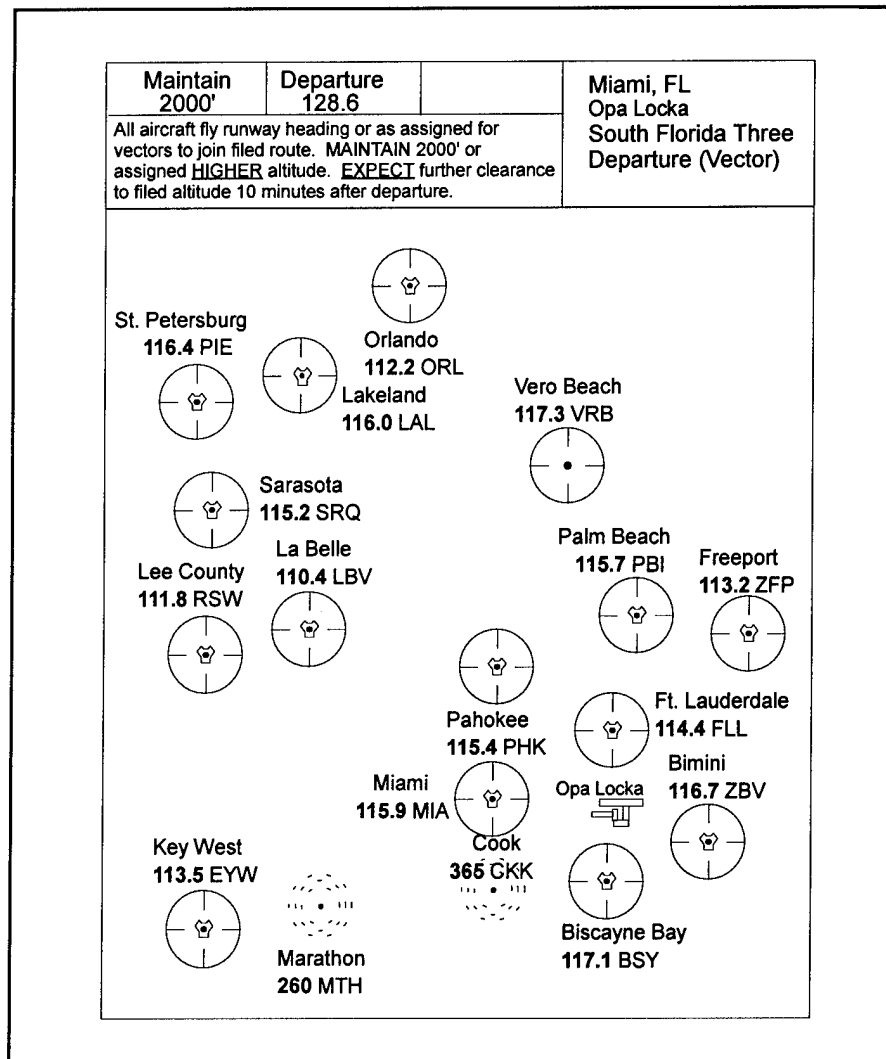 Maintain
2000'
Departure
128.6
Miami, FL
Opa Locka
South Florida Three
Departure (Vector)
All aircraft fly runway heading or as assigned for
vectors to join filed route. MAINTAIN 2000' or
assigned HIGHER altitude. EXPECT further clearance
to filed altitude 10 minutes after departure.
St. Petersburg
116.4 PIE
Orlando
112.2 ORL
Lakeland
116.0 LAL
Vero Beach
117.3 VRB
Sarasota
115.2 SRQ
La Belle
110.4 LBV
Lee County
111.8 RSW
Palm Beach
115.7 PBI
Freeport
113.2 ZFP
Pahokee
115.4 PHK
Ft. Lauderdale
114.4 FLL
Miami
115.9 MIA
Opa Locka
Bimini
116.7 ZBV
Key West
113.5 EYW
Cook
365 CKK
Marathon
260 MTH
Biscayne Bay
117.1 BSY